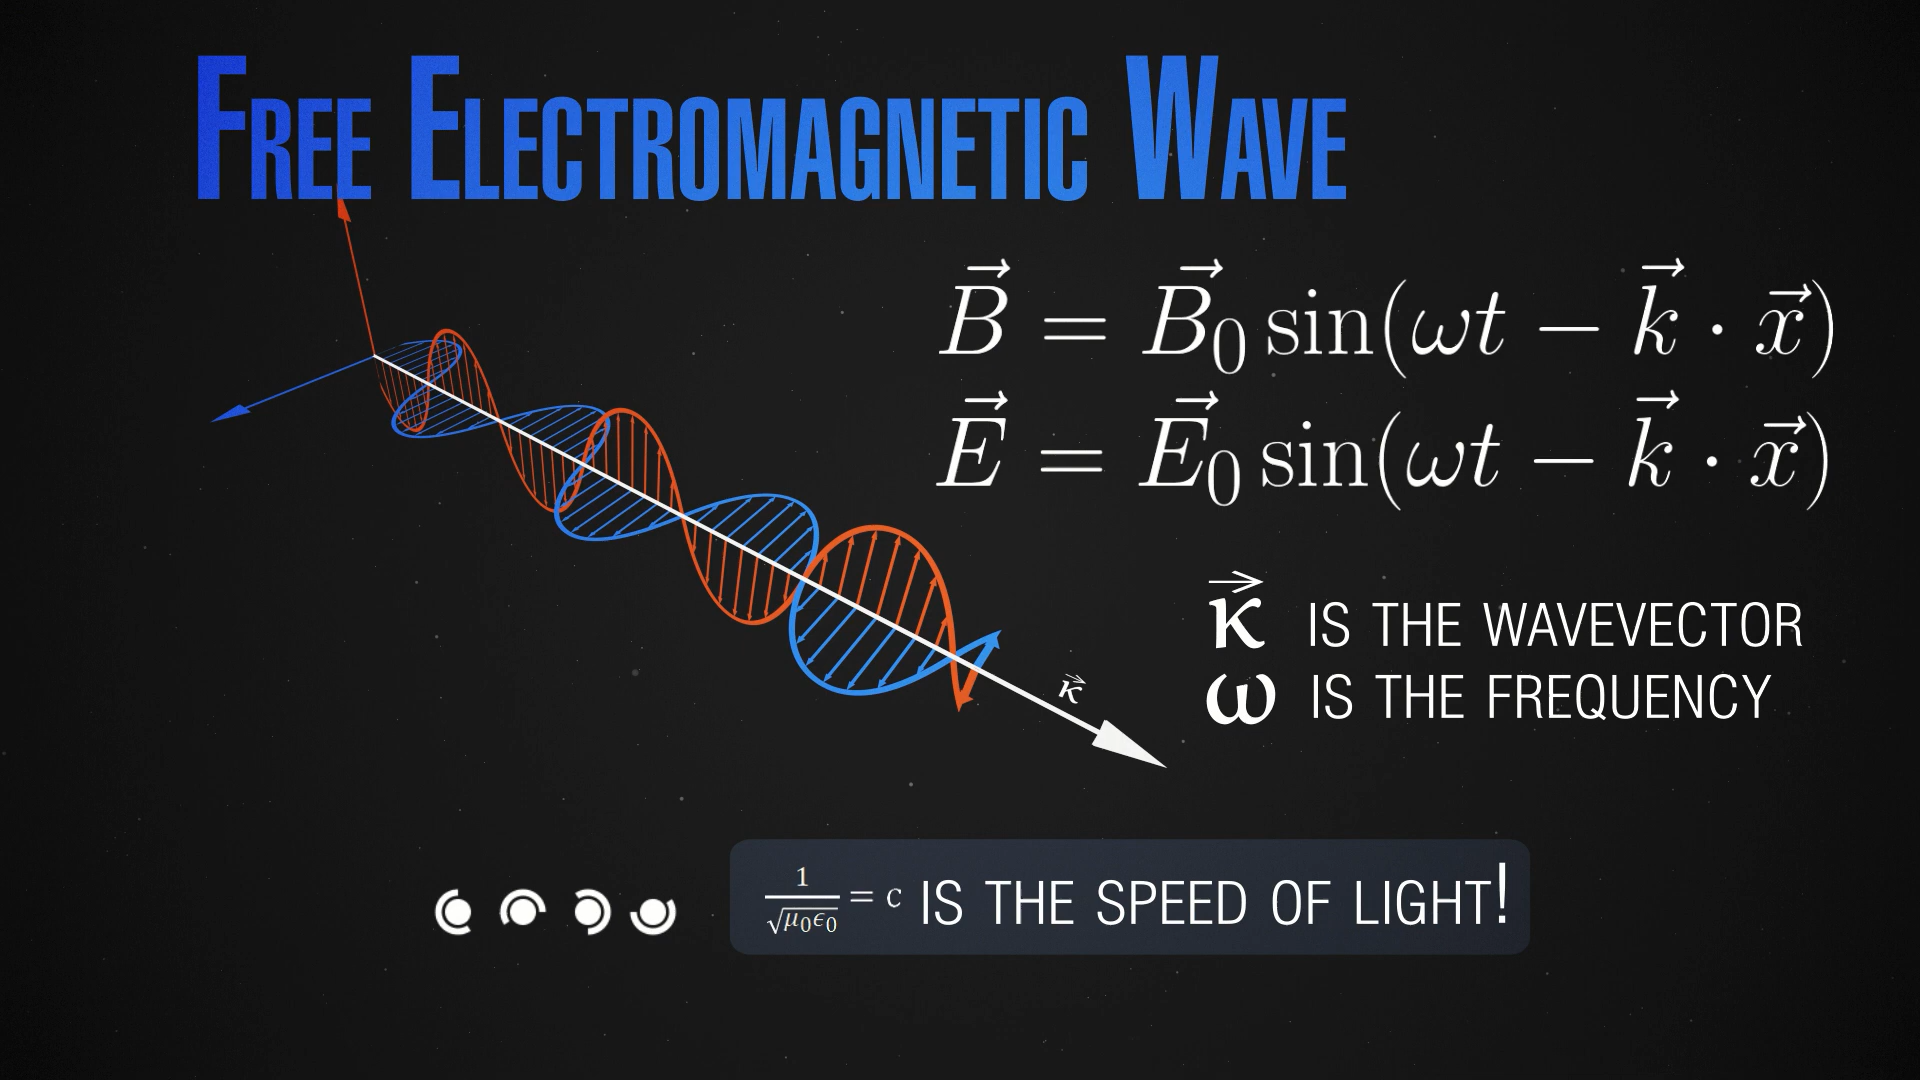 Free Electromagnetic Wave
B⃗ = B⃗₀ sin(ωt − k⃗ · x⃗)
E⃗ = E⃗₀ sin(ωt − k⃗ · x⃗)
κ⃗ IS THE WAVEVECTOR
ω IS THE FREQUENCY
κ⃗
1/√μ₀ϵ₀ = c IS THE SPEED OF LIGHT!